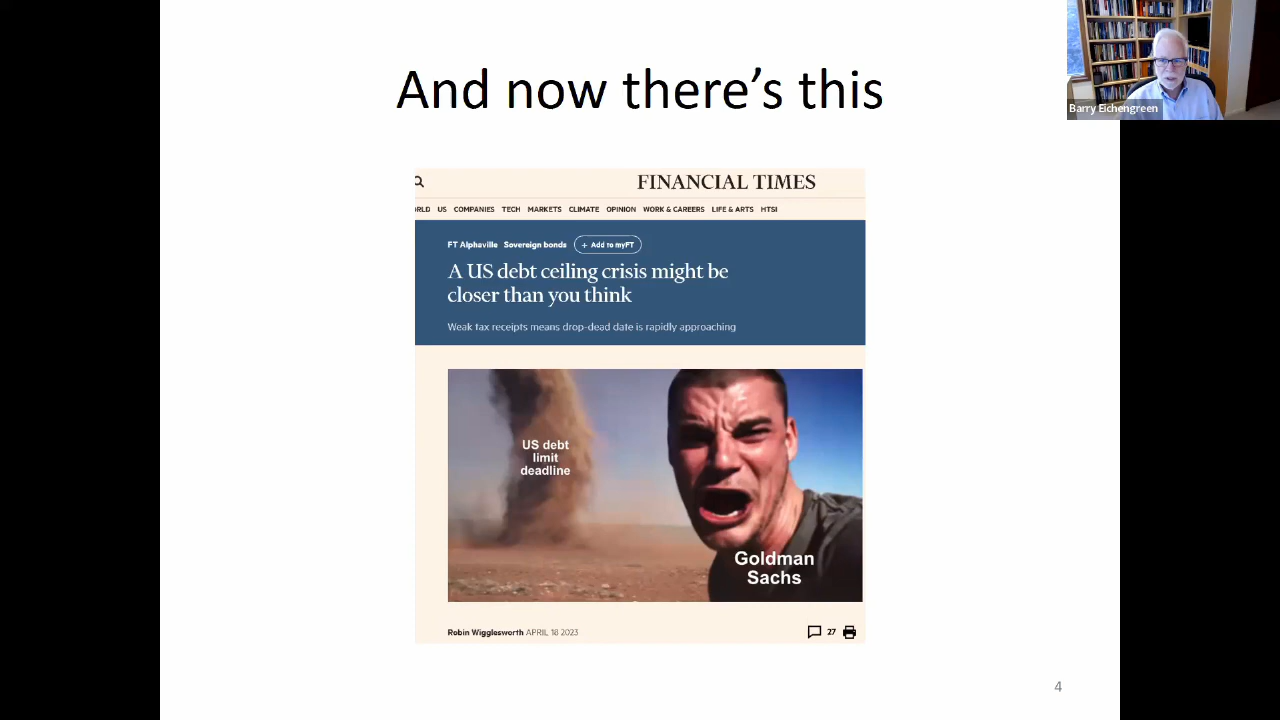 And now there's this
Barry Eichengreen
FINANCIAL TIMES
RLD US COMPANIES TECH MARKETS CLIMATE OPINION WORK & CAREERS LIFE & ARTS HTSI
FT Alphaville Sovereign bonds + Add to myFT
A US debt ceiling crisis might be
closer than you think
Weak tax receipts means drop-dead date is rapidly approaching
US debt
limit
deadline
Goldman
Sachs
Robin Wigglesworth APRIL 18 2023
27
4